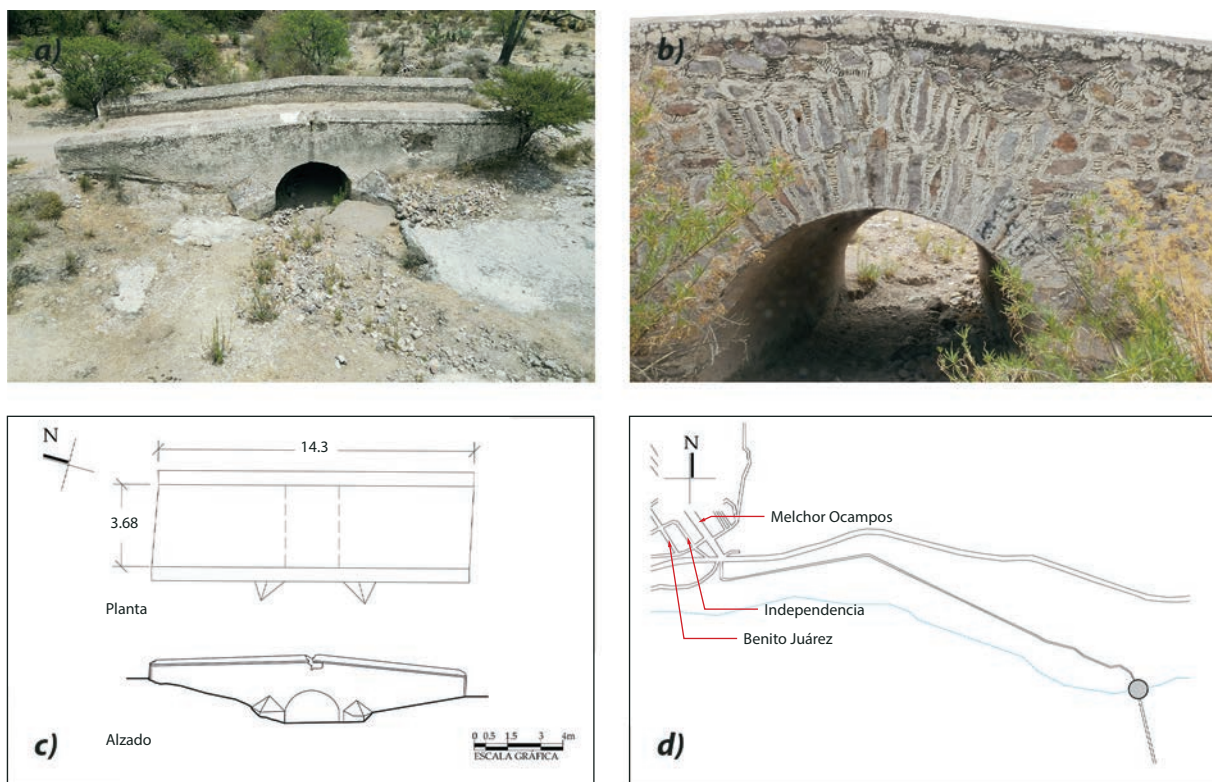 a)
b)
N
14.3
3.68
Planta
Alzado
0 0.5 1.5 3 4m
ESCALA GRÁFICA
c)
N
Melchor Ocampos
Independencia
Benito Juárez
d)